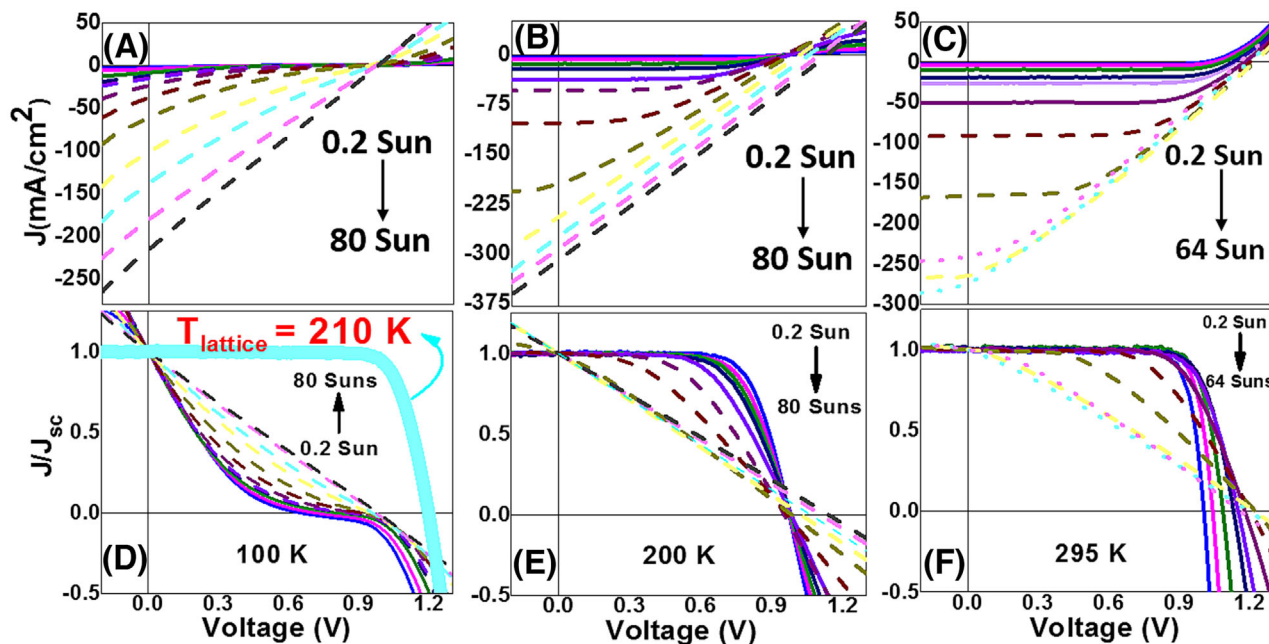 (A)
50
0
-50
-100
-150
-200
-250
J(mA/cm²)
0.2 Sun
80 Sun
(B)
0
-75
-150
-225
-300
-375
0.2 Sun
80 Sun
(C)
50
0
-50
-100
-150
-200
-250
-300
0.2 Sun
64 Sun
(D)
1.0
0.5
0.0
-0.5
J/Jsc
Tlattice = 210 K
80 Suns
0.2 Sun
100 K
0.0 0.3 0.6 0.9 1.2
Voltage (V)
(E)
1.0
0.5
0.0
-0.5
0.2 Sun
80 Suns
200 K
0.0 0.3 0.6 0.9 1.2
Voltage (V)
(F)
1.0
0.5
0.0
-0.5
0.2 Sun
64 Suns
295 K
0.0 0.3 0.6 0.9 1.2
Voltage (V)